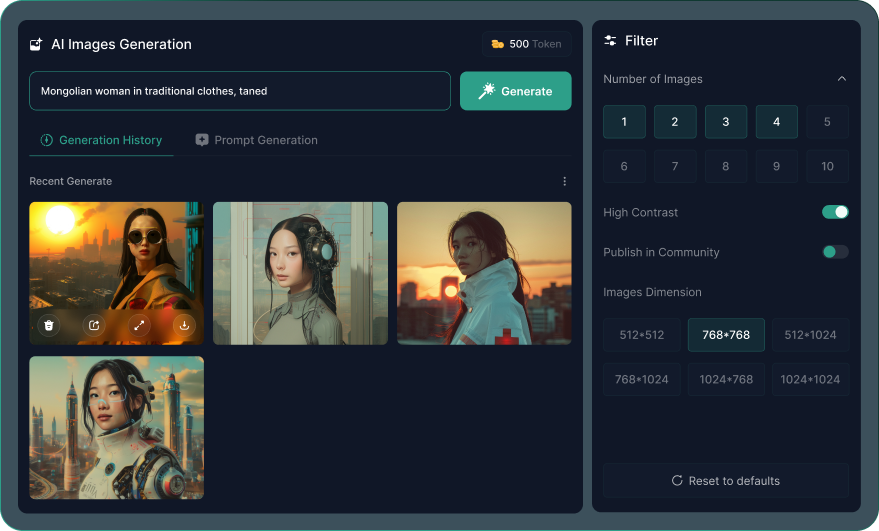 AI Images Generation
500 Token
Mongolian woman in traditional clothes, taned
Generate
Generation History
Prompt Generation
Recent Generate
Filter
Number of Images
1 2 3 4 5
6 7 8 9 10
High Contrast
Publish in Community
Images Dimension
512*512 768*768 512*1024
768*1024 1024*768 1024*1024
Reset to defaults